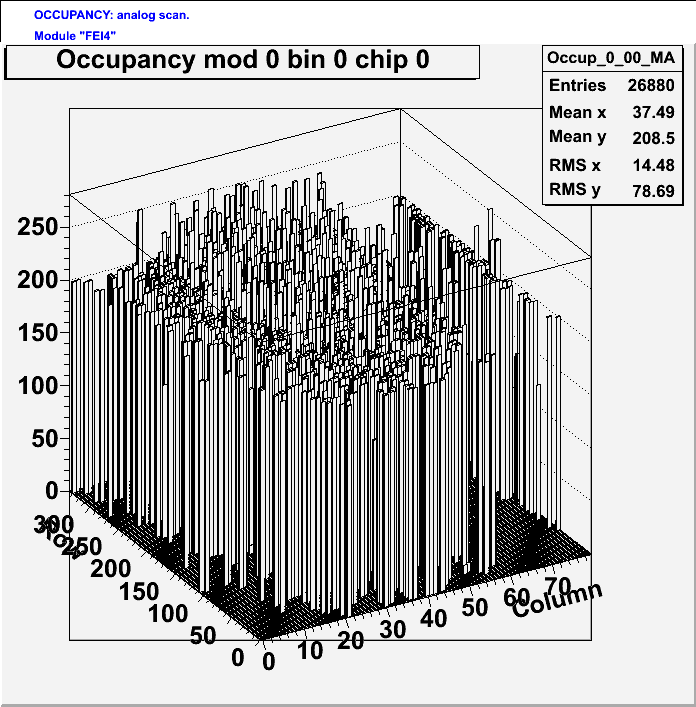 OCCUPANCY: analog scan.
Module "FEI4"
Occupancy mod 0 bin 0 chip 0
Occup_0_00_MA
Entries 26880
Mean x 37.49
Mean y 208.5
RMS x 14.48
RMS y 78.69
250
200
150
100
50
0
300
250
200
150
100
50
0
Row
0
10
20
30
40
50
60
70
Column